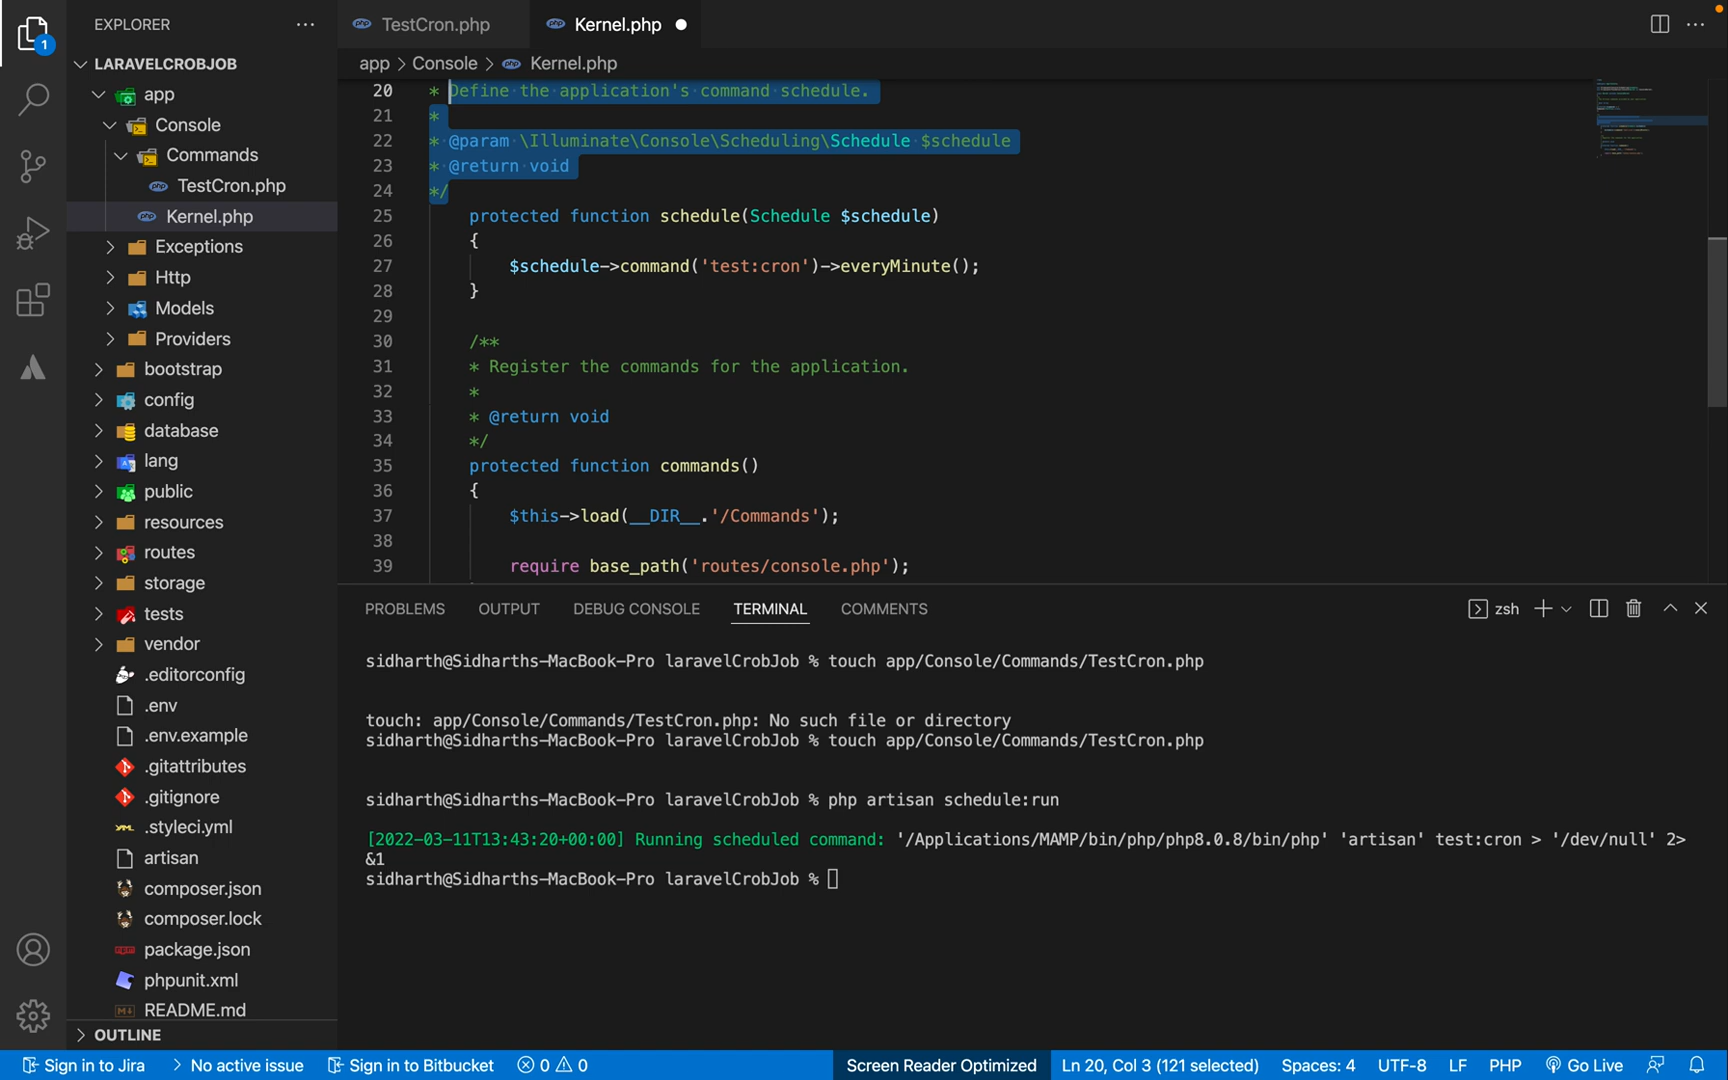 EXPLORER
TestCron.php
Kernel.php
1
LARAVELCROBJOB
app
Console
Commands
TestCron.php
Kernel.php
Exceptions
Http
Models
Providers
bootstrap
config
database
lang
public
resources
routes
storage
tests
vendor
.editorconfig
.env
.env.example
.gitattributes
.gitignore
.styleci.yml
artisan
composer.json
composer.lock
package.json
phpunit.xml
README.md
OUTLINE
app > Console > Kernel.php
20 * Define the application's command schedule.
21 *
22 * @param \Illuminate\Console\Scheduling\Schedule $schedule
23 * @return void
24 */
25 protected function schedule(Schedule $schedule)
26 {
27 $schedule->command('test:cron')->everyMinute();
28 }
29
30 /**
31 * Register the commands for the application.
32 *
33 * @return void
34 */
35 protected function commands()
36 {
37 $this->load(__DIR__.'/Commands');
38
39 require base_path('routes/console.php');
PROBLEMS OUTPUT DEBUG CONSOLE TERMINAL COMMENTS
zsh
sidharth@Sidharths-MacBook-Pro laravelCrobJob % touch app/Console/Commands/TestCron.php
touch: app/Console/Commands/TestCron.php: No such file or directory
sidharth@Sidharths-MacBook-Pro laravelCrobJob % touch app/Console/Commands/TestCron.php
sidharth@Sidharths-MacBook-Pro laravelCrobJob % php artisan schedule:run
[2022-03-11T13:43:20+00:00] Running scheduled command: '/Applications/MAMP/bin/php/php8.0.8/bin/php' 'artisan' test:cron > '/dev/null' 2>
&1
sidharth@Sidharths-MacBook-Pro laravelCrobJob %
Sign in to Jira No active issue Sign in to Bitbucket 0 0 Screen Reader Optimized Ln 20, Col 3 (121 selected) Spaces: 4 UTF-8 LF PHP Go Live